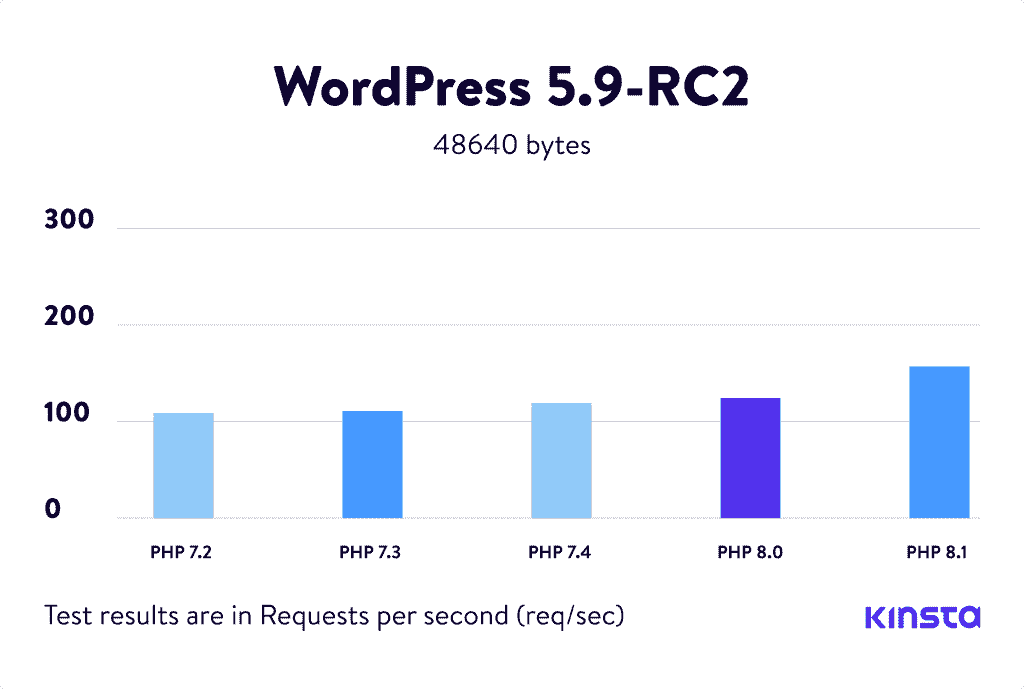 WordPress 5.9-RC2
48640 bytes
300
200
100
0
PHP 7.2 PHP 7.3 PHP 7.4 PHP 8.0 PHP 8.1
Test results are in Requests per second (req/sec)
KINSTA